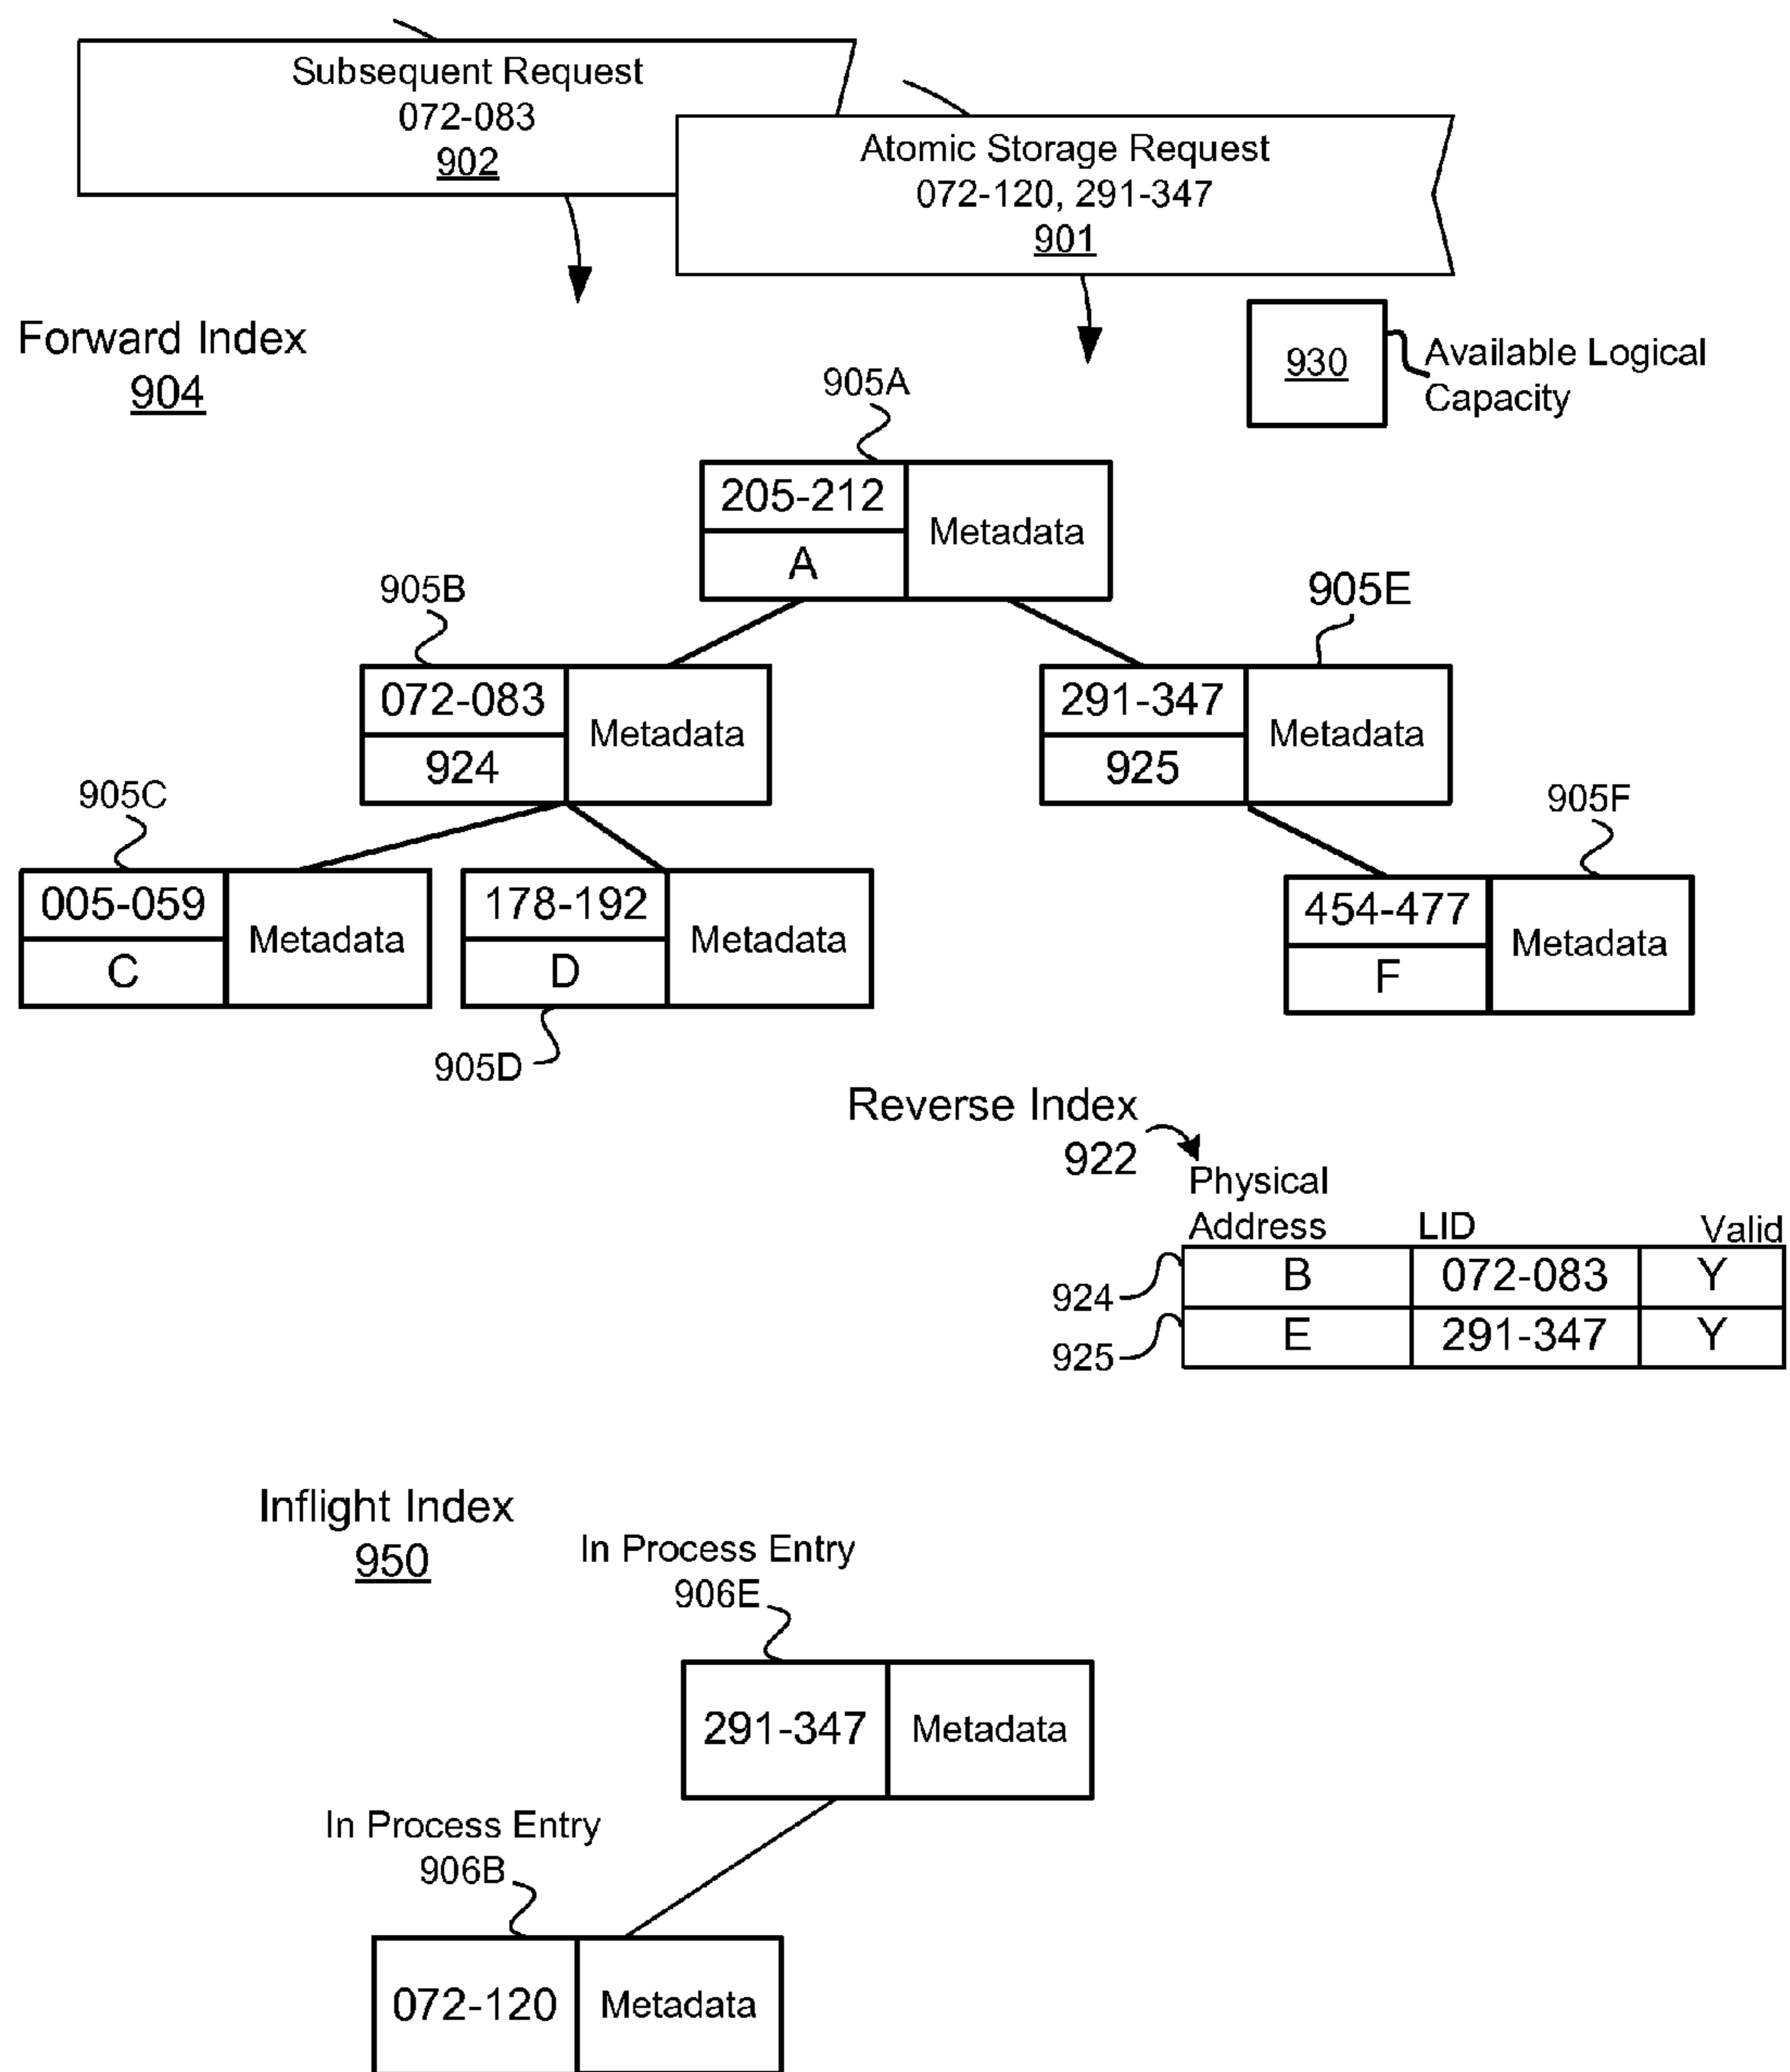 Subsequent Request
072-083
902
Atomic Storage Request
072-120, 291-347
901
Forward Index
904
930
Available Logical
Capacity
905A
205-212
Metadata
A
905B
072-083
Metadata
924
905E
291-347
Metadata
925
905C
005-059
Metadata
C
178-192
Metadata
D
905D
905F
454-477
Metadata
F
Reverse Index
922
Physical
Address LID Valid
924 B 072-083 Y
925 E 291-347 Y
Inflight Index
950
In Process Entry
906E
291-347 Metadata
In Process Entry
906B
072-120 Metadata